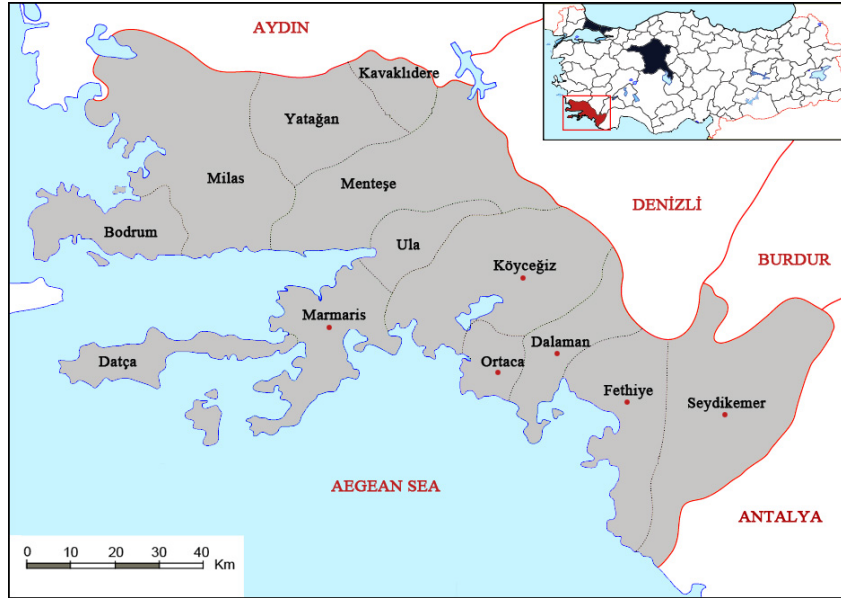 AYDIN
Kavaklıdere
Yatağan
Milas
Menteşe
DENİZLİ
Bodrum
Ula
BURDUR
Köyceğiz
Marmaris
Dalaman
Datça
Ortaca
Fethiye
Seydikemer
AEGEAN SEA
ANTALYA
0 10 20 30 40
Km